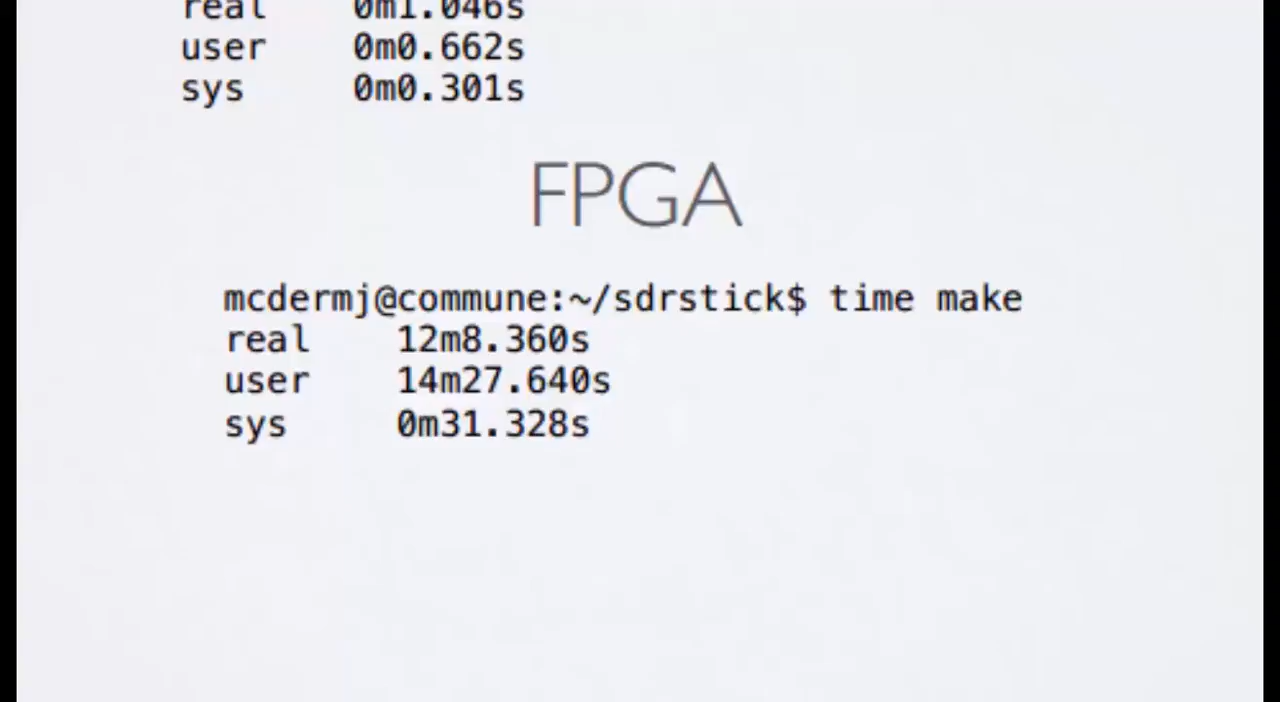 real    0m1.046s
user    0m0.662s
sys     0m0.301s
FPGA
mcdermj@commune:~/sdrstick$ time make
real    12m8.360s
user    14m27.640s
sys     0m31.328s